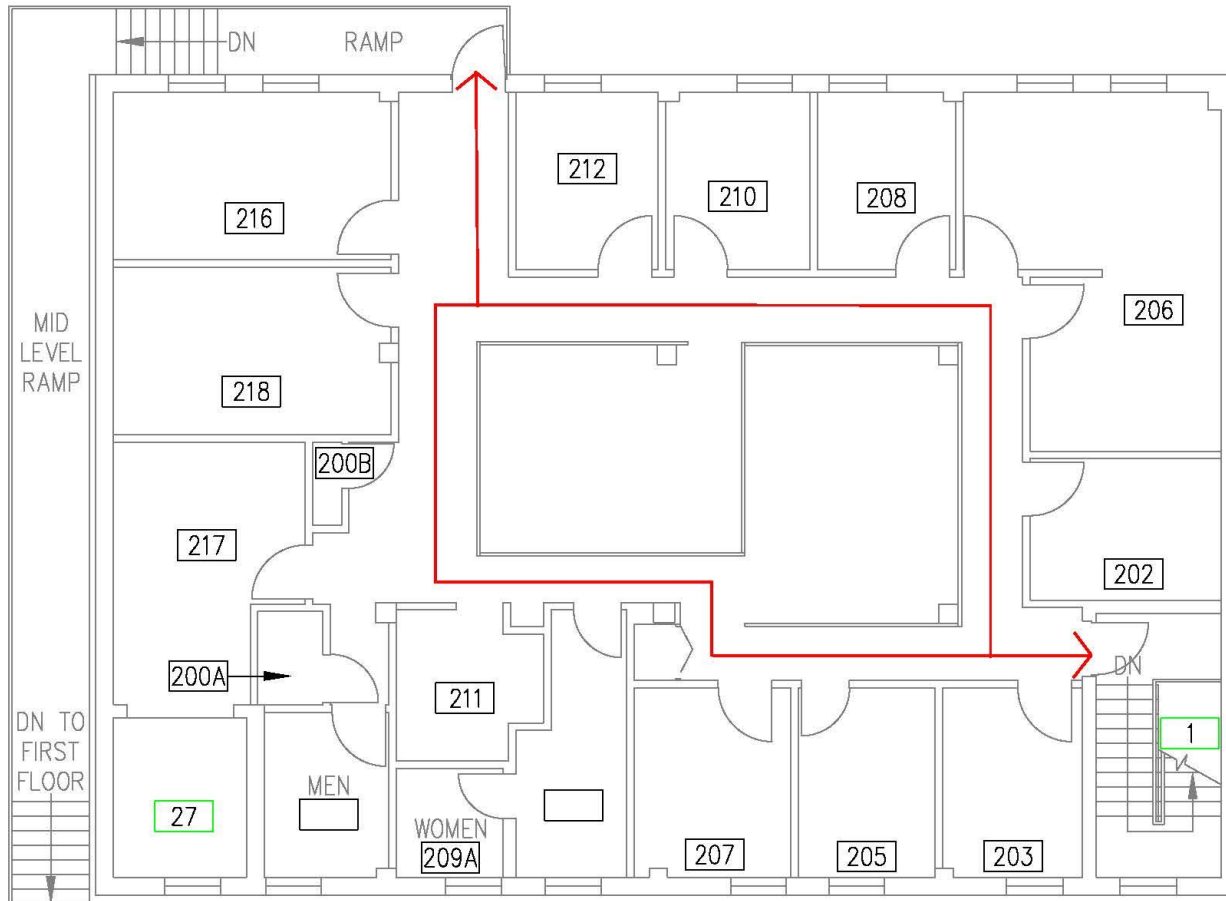 DN
RAMP
212
210
208
216
206
MID
LEVEL
RAMP
218
200B
217
202
200A
211
DN
DN TO
FIRST
FLOOR
1
MEN
27
WOMEN
209A
207
205
203